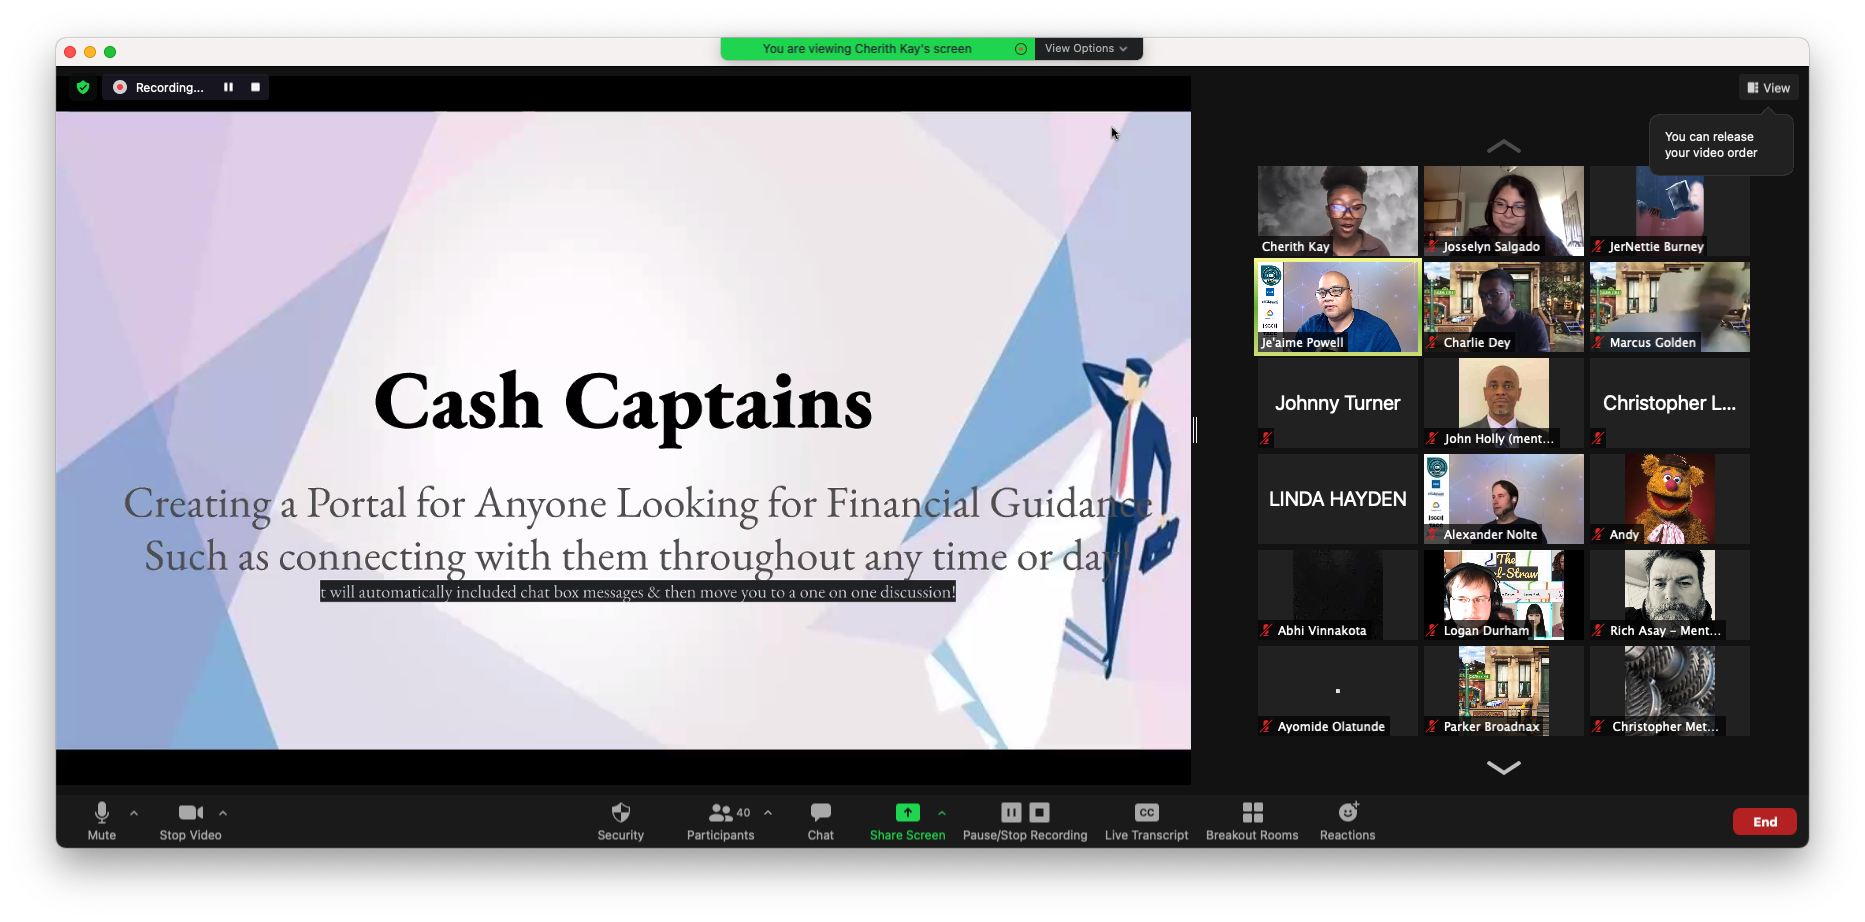 You are viewing Cherith Kay's screen
View Options
Recording...
View
You can release
your video order
Cash Captains
Creating a Portal for Anyone Looking for Financial Guidance
Such as connecting with them throughout any time or day!
t will automatically included chat box messages & then move you to a one on one discussion!
Cherith Kay
Josselyn Salgado
JerNettie Burney
Je'aime Powell
Charlie Dey
Marcus Golden
Johnny Turner
John Holly (ment...
Christopher L...
LINDA HAYDEN
Alexander Nolte
Andy
Abhi Vinnakota
The
Logan Durham
Rich Asay - Ment...
Ayomide Olatunde
Parker Broadnax
Christopher Met...
Mute
Stop Video
Security
40
Participants
Chat
Share Screen
Pause/Stop Recording
CC
Live Transcript
Breakout Rooms
Reactions
End